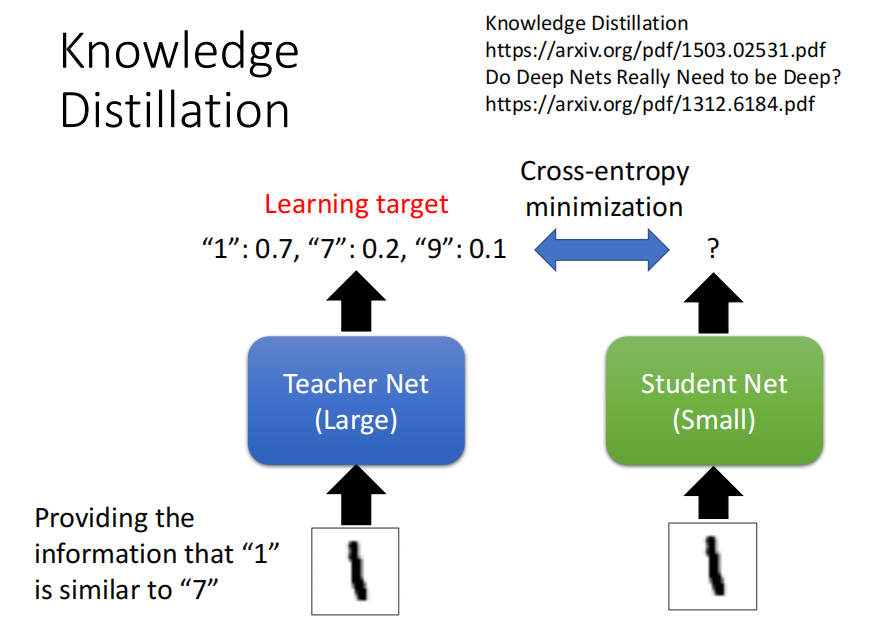 Knowledge
Distillation
Knowledge Distillation
https://arxiv.org/pdf/1503.02531.pdf
Do Deep Nets Really Need to be Deep?
https://arxiv.org/pdf/1312.6184.pdf
Cross-entropy
minimization
Learning target
“1”: 0.7, “7”: 0.2, “9”: 0.1
?
Teacher Net
(Large)
Student Net
(Small)
Providing the
information that “1”
is similar to “7”